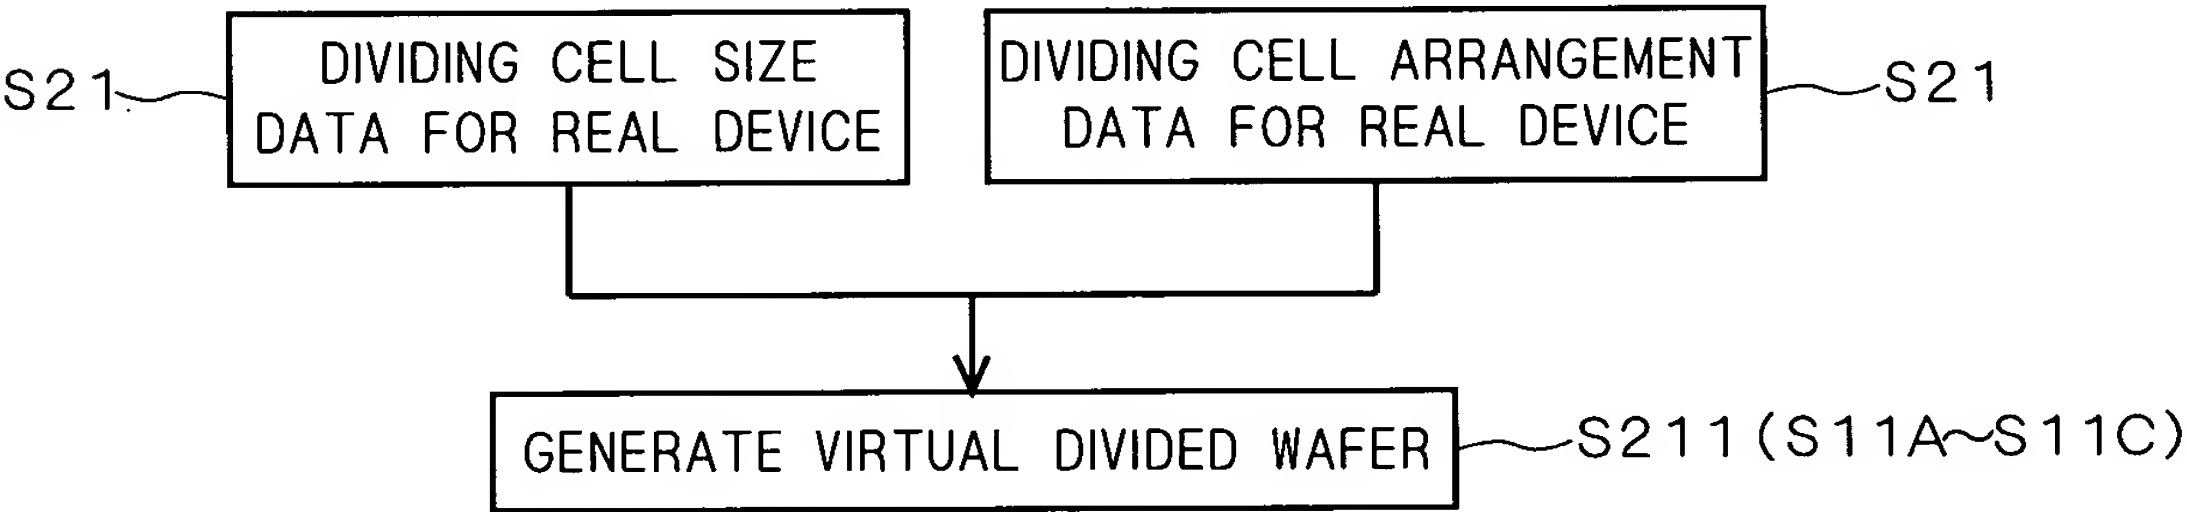 S21
DIVIDING CELL SIZE
DATA FOR REAL DEVICE
DIVIDING CELL ARRANGEMENT
DATA FOR REAL DEVICE
S21
GENERATE VIRTUAL DIVIDED WAFER
S211(S11A~S11C)